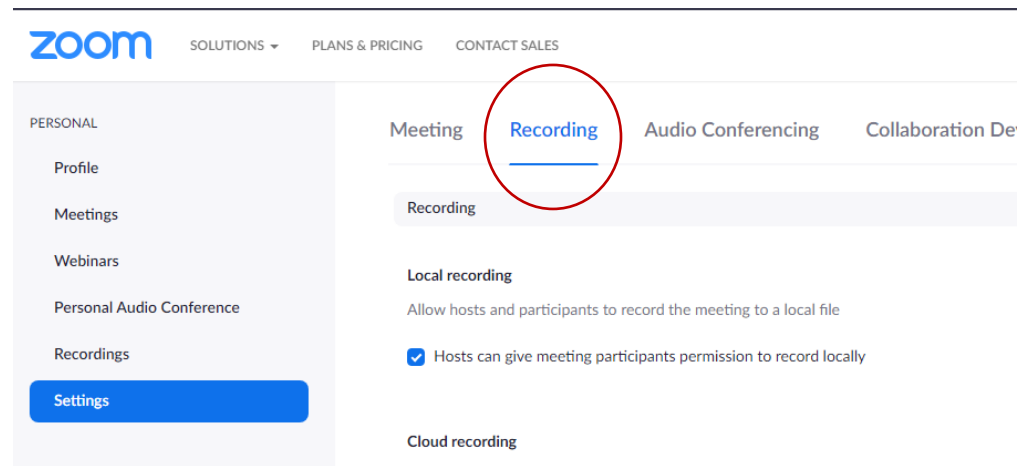 zoom SOLUTIONS PLANS & PRICING CONTACT SALES
PERSONAL
Profile
Meetings
Webinars
Personal Audio Conference
Recordings
Settings
Meeting Recording Audio Conferencing Collaboration De
Recording
Local recording
Allow hosts and participants to record the meeting to a local file
Hosts can give meeting participants permission to record locally
Cloud recording